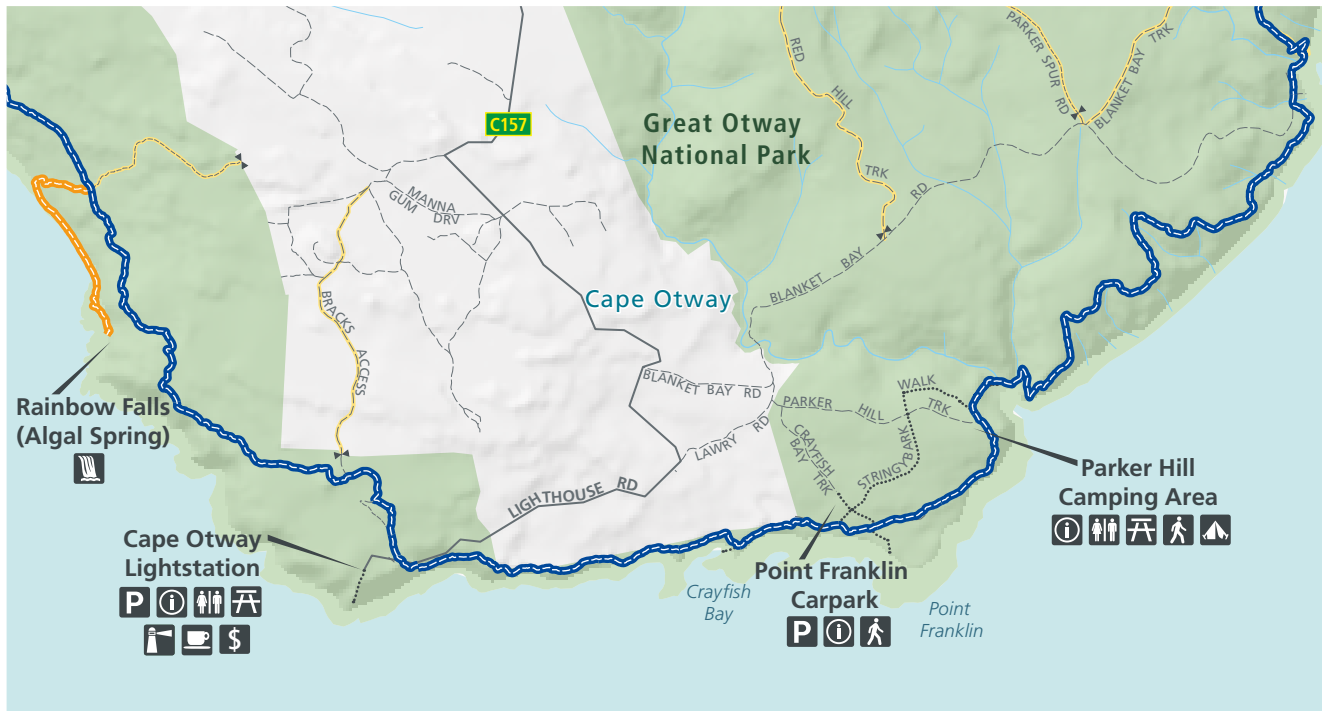 RED
HILL
TRK
PARKER SPUR RD
BLANKET BAY TRK
C157
Great Otway
National Park
MANNA
GUM DRV
BLANKET BAY RD
Cape Otway
BRACKS
ACCESS
BLANKET BAY RD
WALK
PARKER HILL TRK
Rainbow Falls
(Algal Spring)
LAWRY RD
CRAYFISH
BAY TRK
STRINGYBARK
Parker Hill
Camping Area
i
LIGHTHOUSE RD
Cape Otway
Lightstation
P i
$
Point Franklin
Carpark
P i
Crayfish
Bay
Point
Franklin